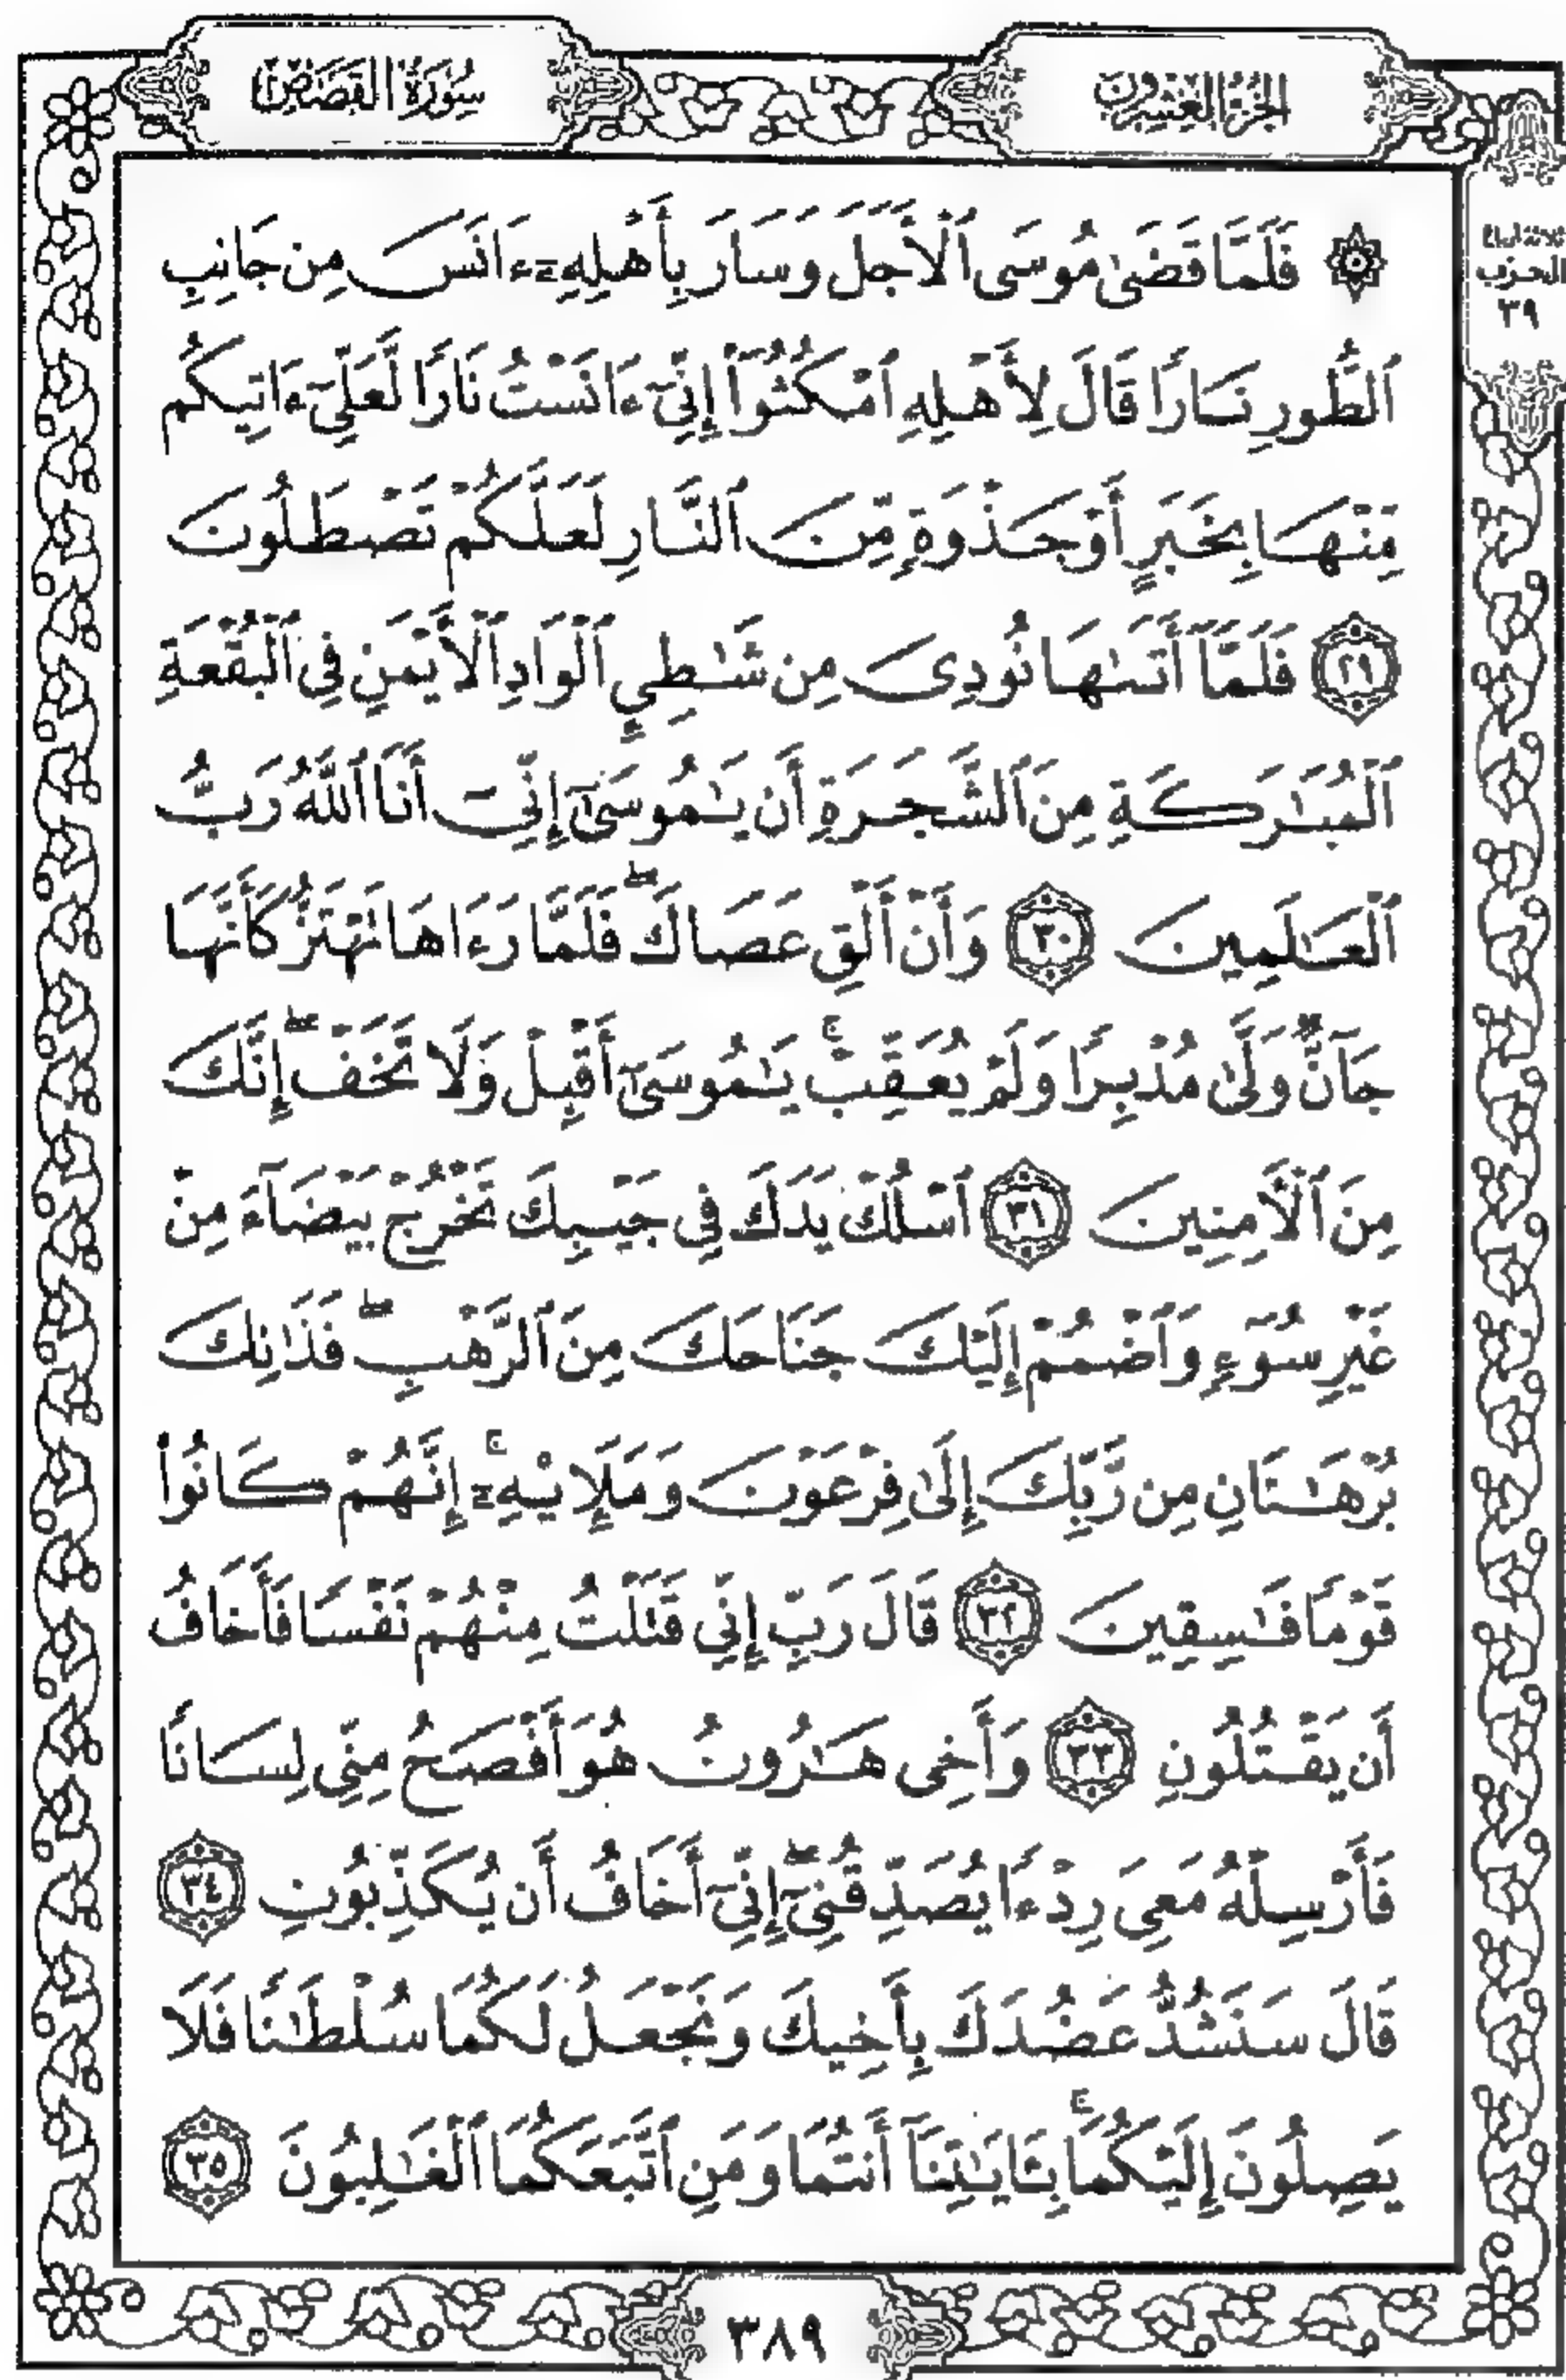 سُورَةُ القَصَصِ
الجُزْءُ العِشْرُونَ
ثلاثة أرباع
الحزب
٣٩
۞ فَلَمَّا قَضَىٰ مُوسَى ٱلْأَجَلَ وَسَارَ بِأَهْلِهِۦٓ ءَانَسَ مِن جَانِبِ
ٱلطُّورِ نَارًا قَالَ لِأَهْلِهِ ٱمْكُثُوٓا۟ إِنِّىٓ ءَانَسْتُ نَارًا لَّعَلِّىٓ ءَاتِيكُم
مِّنْهَا بِخَبَرٍ أَوْ جَذْوَةٍ مِّنَ ٱلنَّارِ لَعَلَّكُمْ تَصْطَلُونَ
٢٩ فَلَمَّآ أَتَىٰهَا نُودِىَ مِن شَـٰطِئِ ٱلْوَادِ ٱلْأَيْمَنِ فِى ٱلْبُقْعَةِ
ٱلْمُبَـٰرَكَةِ مِنَ ٱلشَّجَرَةِ أَن يَـٰمُوسَىٰٓ إِنِّىٓ أَنَا ٱللَّهُ رَبُّ
ٱلْعَـٰلَمِينَ ٣٠ وَأَنْ أَلْقِ عَصَاكَ ۖ فَلَمَّا رَءَاهَا تَهْتَزُّ كَأَنَّهَا
جَآنٌّ وَلَّىٰ مُدْبِرًا وَلَمْ يُعَقِّبْ ۚ يَـٰمُوسَىٰٓ أَقْبِلْ وَلَا تَخَفْ ۖ إِنَّكَ
مِنَ ٱلْـَٔامِنِينَ ٣١ ٱسْلُكْ يَدَكَ فِى جَيْبِكَ تَخْرُجْ بَيْضَآءَ مِنْ
غَيْرِ سُوٓءٍ وَٱضْمُمْ إِلَيْكَ جَنَاحَكَ مِنَ ٱلرَّهْبِ ۖ فَذَٰنِكَ
بُرْهَـٰنَانِ مِن رَّبِّكَ إِلَىٰ فِرْعَوْنَ وَمَلَإِي۟هِۦٓ ۚ إِنَّهُمْ كَانُوا۟
قَوْمًا فَـٰسِقِينَ ٣٢ قَالَ رَبِّ إِنِّى قَتَلْتُ مِنْهُمْ نَفْسًا فَأَخَافُ
أَن يَقْتُلُونِ ٣٣ وَأَخِى هَـٰرُونُ هُوَ أَفْصَحُ مِنِّى لِسَانًا
فَأَرْسِلْهُ مَعِىَ رِدْءًا يُصَدِّقُنِىٓ ۖ إِنِّىٓ أَخَافُ أَن يُكَذِّبُونِ ٣٤
قَالَ سَنَشُدُّ عَضُدَكَ بِأَخِيكَ وَنَجْعَلُ لَكُمَا سُلْطَـٰنًا فَلَا
يَصِلُونَ إِلَيْكُمَا ۚ بِـَٔايَـٰتِنَآ أَنتُمَا وَمَنِ ٱتَّبَعَكُمَا ٱلْغَـٰلِبُونَ ٣٥
٣٨٩